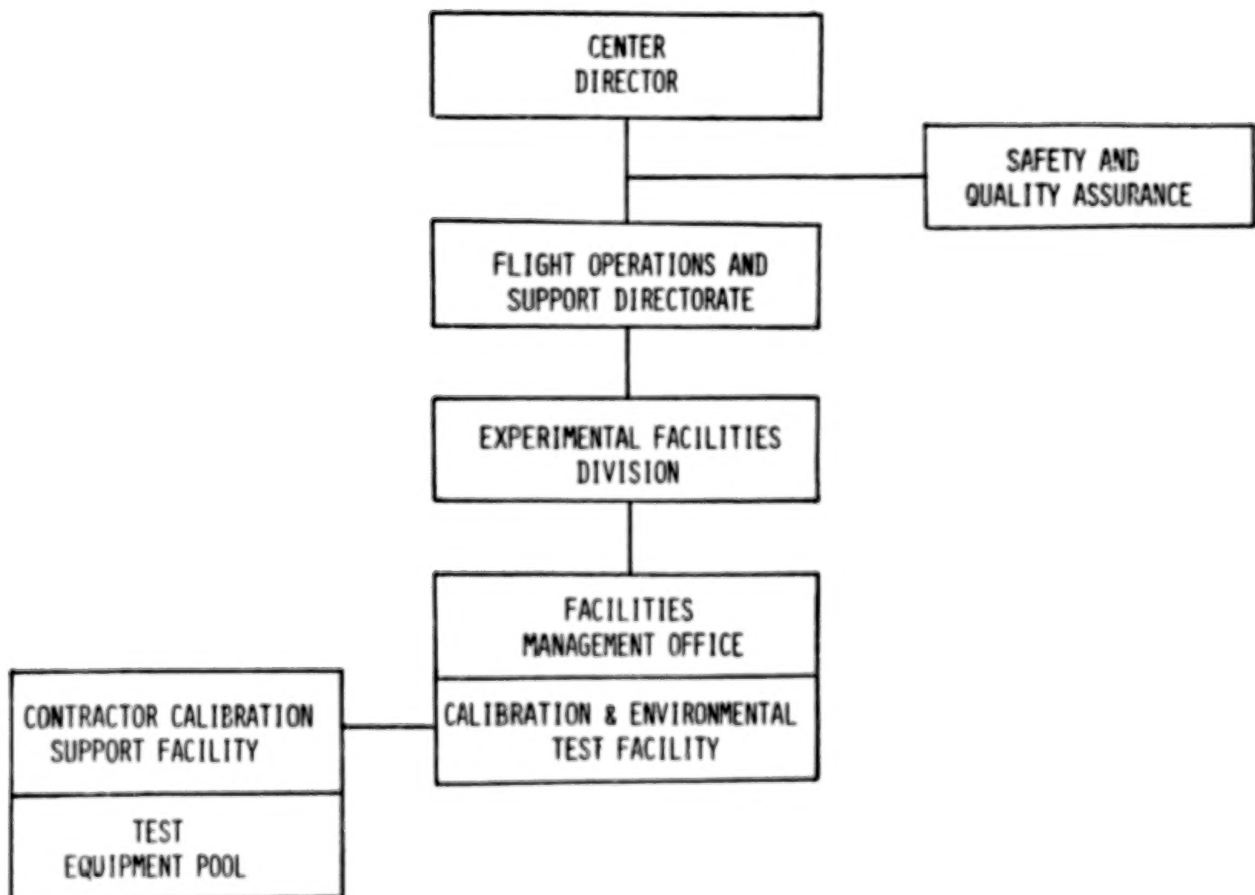 CENTER
DIRECTOR
SAFETY AND
QUALITY ASSURANCE
FLIGHT OPERATIONS AND
SUPPORT DIRECTORATE
EXPERIMENTAL FACILITIES
DIVISION
FACILITIES
MANAGEMENT OFFICE
CONTRACTOR CALIBRATION
SUPPORT FACILITY
CALIBRATION & ENVIRONMENTAL
TEST FACILITY
TEST
EQUIPMENT POOL